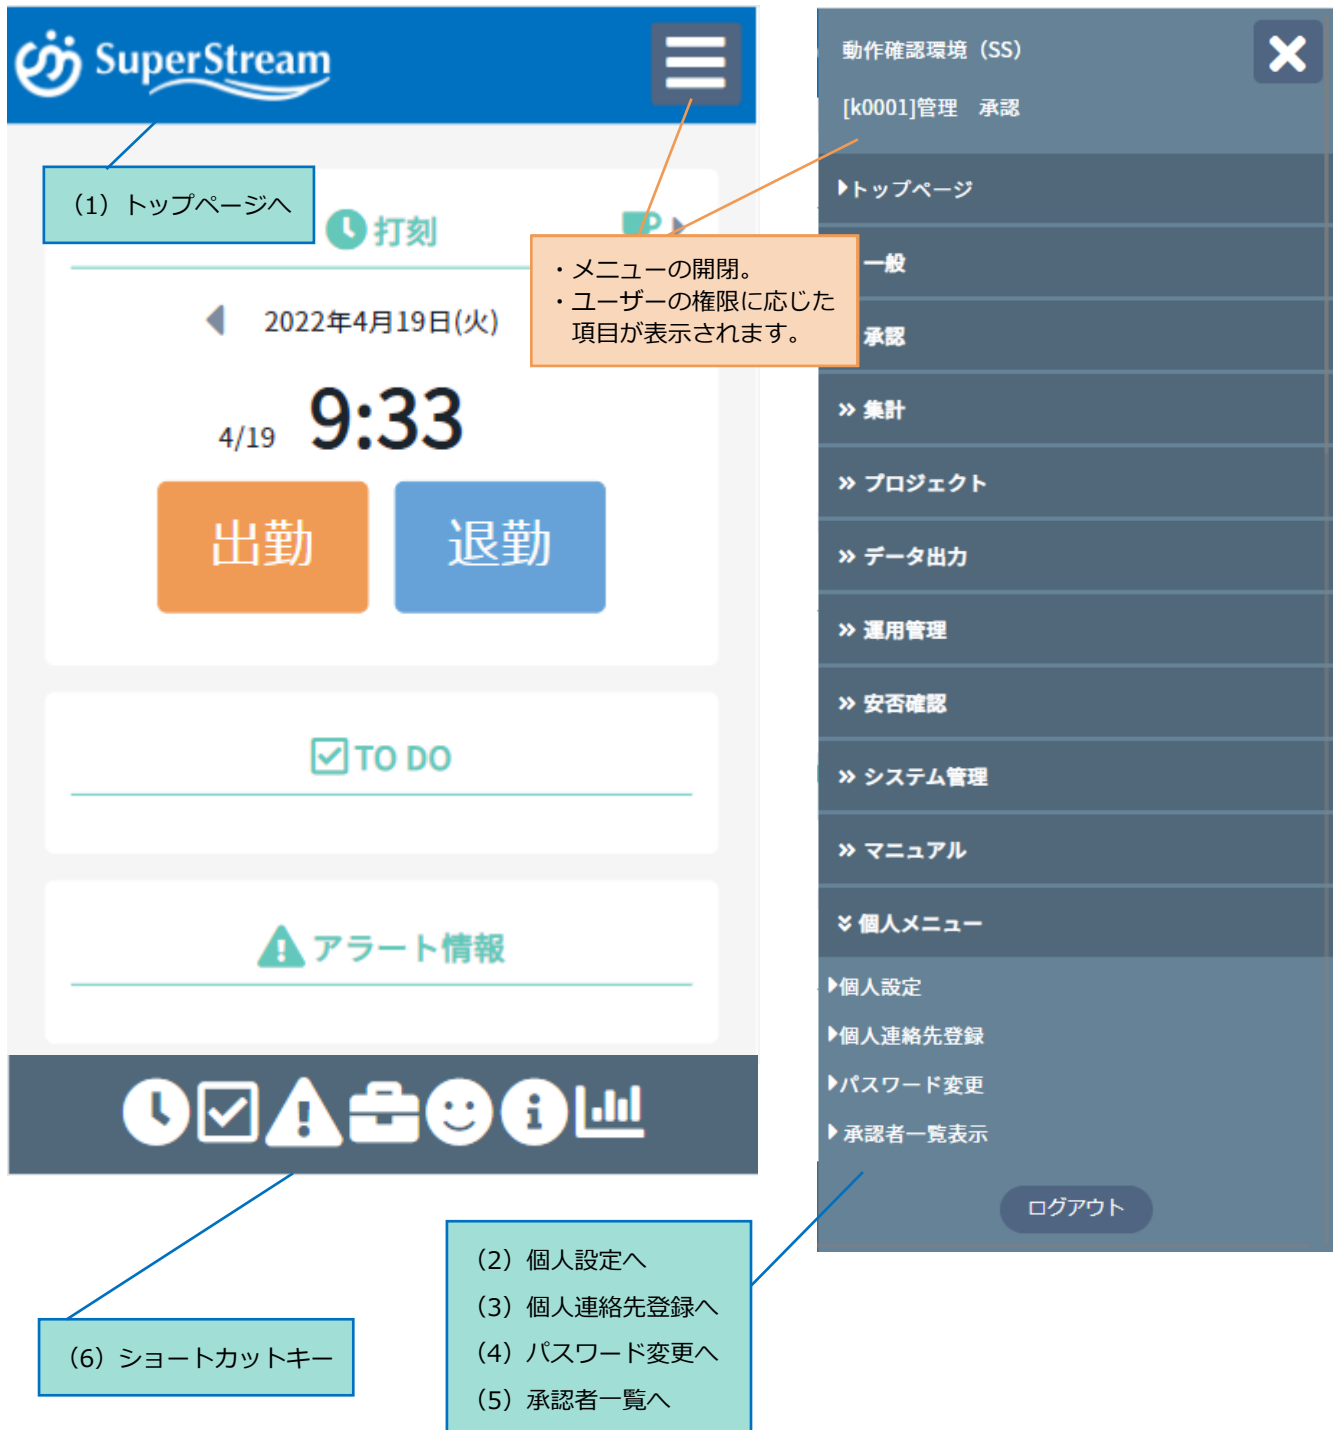 SuperStream
(1) トップページへ
打刻
・メニューの開閉。
・ユーザーの権限に応じた
項目が表示されます。
2022年4月19日(火)
4/19 9:33
出勤 退勤
TO DO
アラート情報
(6) ショートカットキー
動作確認環境（SS）
[k0001]管理　承認
トップページ
一般
承認
集計
プロジェクト
データ出力
運用管理
安否確認
システム管理
マニュアル
個人メニュー
個人設定
個人連絡先登録
パスワード変更
承認者一覧表示
ログアウト
(2) 個人設定へ
(3) 個人連絡先登録へ
(4) パスワード変更へ
(5) 承認者一覧へ